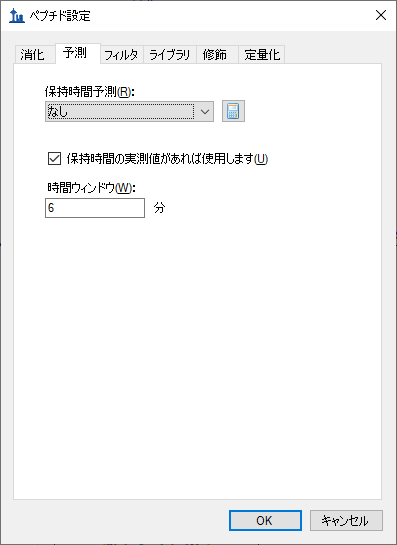 ペプチド設定
消化 予測 フィルタ ライブラリ 修飾 定量化
保持時間予測(R):
なし
保持時間の実測値があれば使用します(U)
時間ウィンドウ(W):
6 分
OK キャンセル